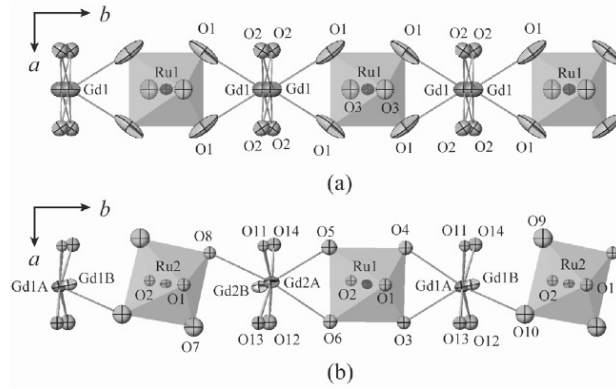 b
a
O1 O1 O2 O2 O1 O1 O2 O2 O1
Ru1 Ru1 Ru1
Gd1 Gd1 Gd1 Gd1 Gd1
O3 O3
O1 O1 O2 O2 O1 O1 O2 O2 O1
(a)
b
a
O8 O11 O14 O5 O4 O11 O14 O9
Ru2 Ru1 Ru2
Gd1A Gd1B O2 O1 Gd2B Gd2A O2 O1 Gd1A Gd1B O2 O1
O7 O13 O12 O6 O3 O13 O12 O10
(b)